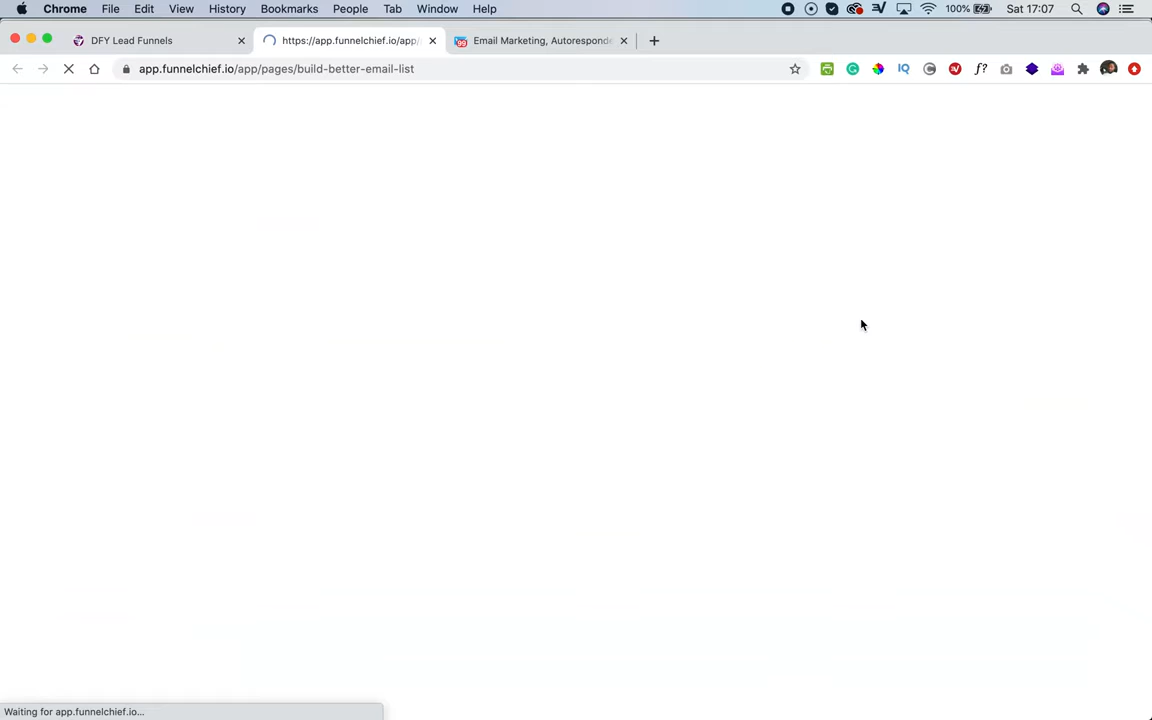 Chrome File Edit View History Bookmarks People Tab Window Help 100% Sat 17:07
DFY Lead Funnels https://app.funnelchief.io/app/ Email Marketing, Autoresponde
app.funnelchief.io/app/pages/build-better-email-list
Waiting for app.funnelchief.io...